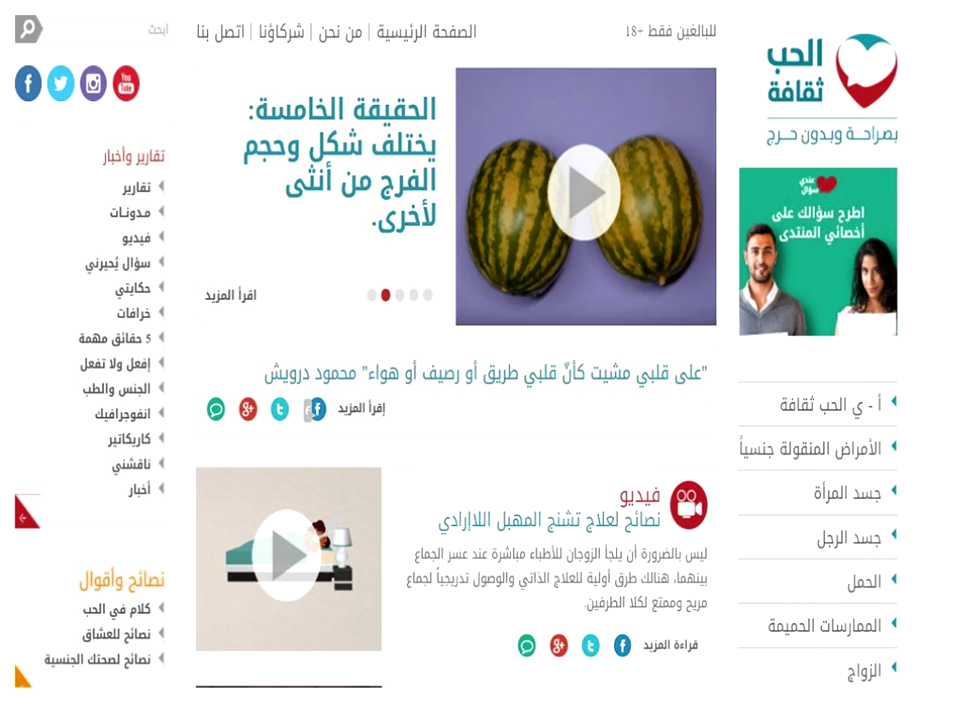 الحب
ثقافة
بصراحة وبدون حرج
للبالغين فقط +18
الصفحة الرئيسية | من نحن | شركاؤنا | اتصل بنا
ابحث
You
Tube
عندي
سؤال
اطرح سؤالك على
أخصائي المنتدى
أ - ي الحب ثقافة
الأمراض المنقولة جنسياً
جسد المرأة
جسد الرجل
الحمل
الممارسات الحميمة
الزواج
الحقيقة الخامسة:
يختلف شكل وحجم
الفرج من أنثى
لأخرى.
اقرأ المزيد
"على قلبي مشيت كأنّ قلبي طريق أو رصيف أو هواء" محمود درويش
إقرأ المزيد
فيديو
نصائح لعلاج تشنج المهبل اللاإرادي
ليس بالضرورة أن يلجأ الزوجان للأطباء مباشرة عند عسر الجماع
بينهما، هنالك طرق أولية للعلاج الذاتي والوصول تدريجياً لجماع
مريح وممتع لكلا الطرفين.
قراءة المزيد
تقارير وأخبار
تقارير
مدونات
فيديو
سؤال يُحيرني
حكايتي
خرافات
5 حقائق مهمة
إفعل ولا تفعل
الجنس والطب
انفوجرافيك
كاريكاتير
ناقشني
أخبار
نصائح وأقوال
كلام في الحب
نصائح للعشاق
نصائح لصحتك الجنسية